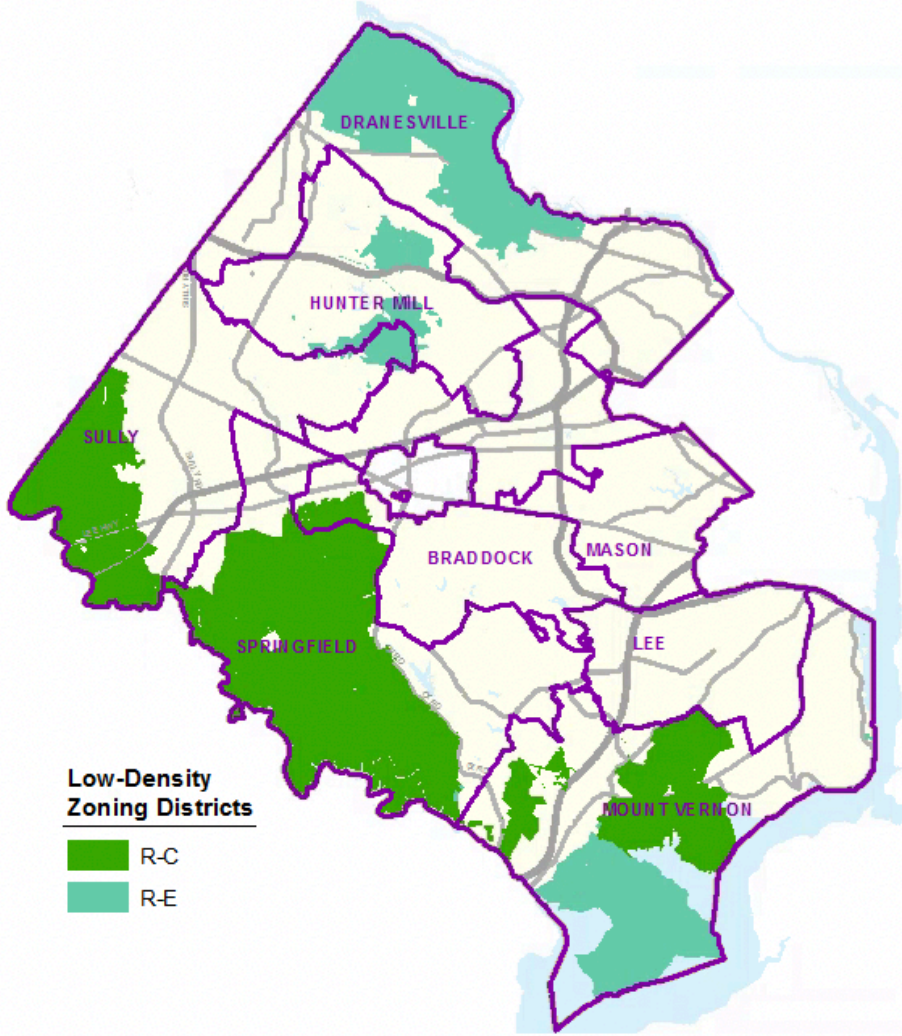 DRANESVILLE
HUNTER MILL
SULLY
BRADDOCK
MASON
SPRINGFIELD
LEE
MOUNT VERNON
Low-Density
Zoning Districts
R-C
R-E